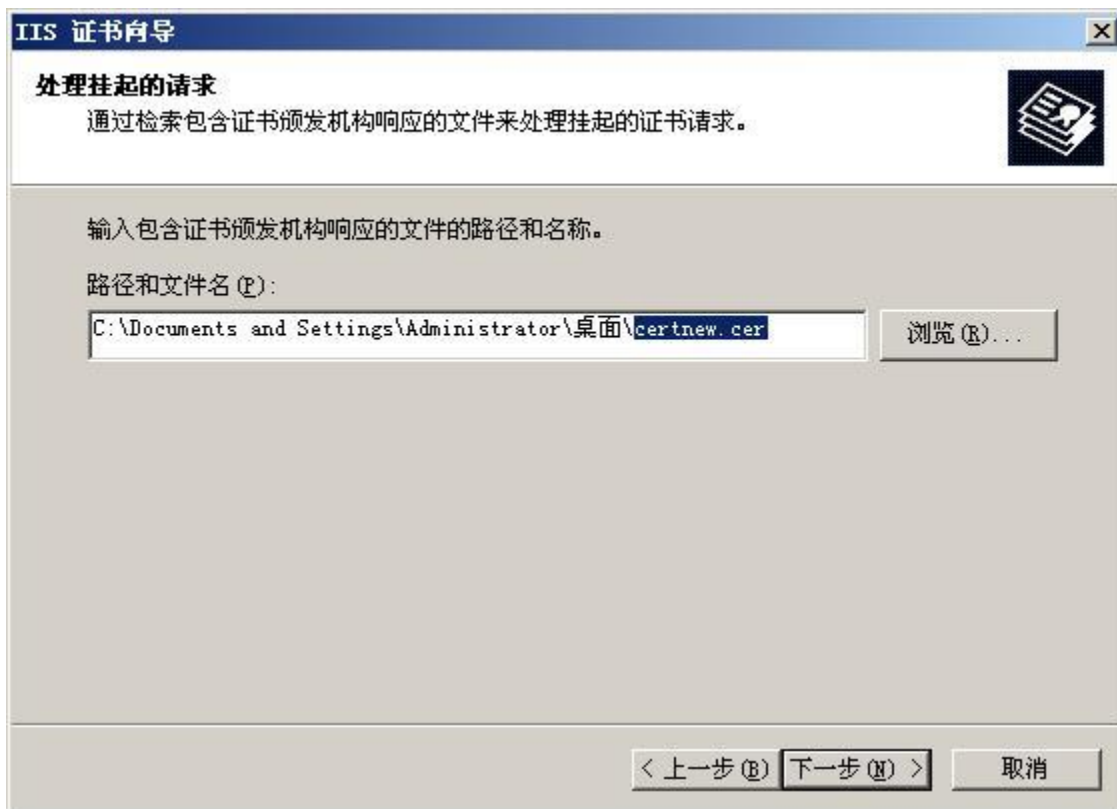 IIS 证书向导
处理挂起的请求
通过检索包含证书颁发机构响应的文件来处理挂起的证书请求。
输入包含证书颁发机构响应的文件的路径和名称。
路径和文件名(P):
C:\Documents and Settings\Administrator\桌面\certnew.cer
浏览(R)...
< 上一步(B) 下一步(N) > 取消